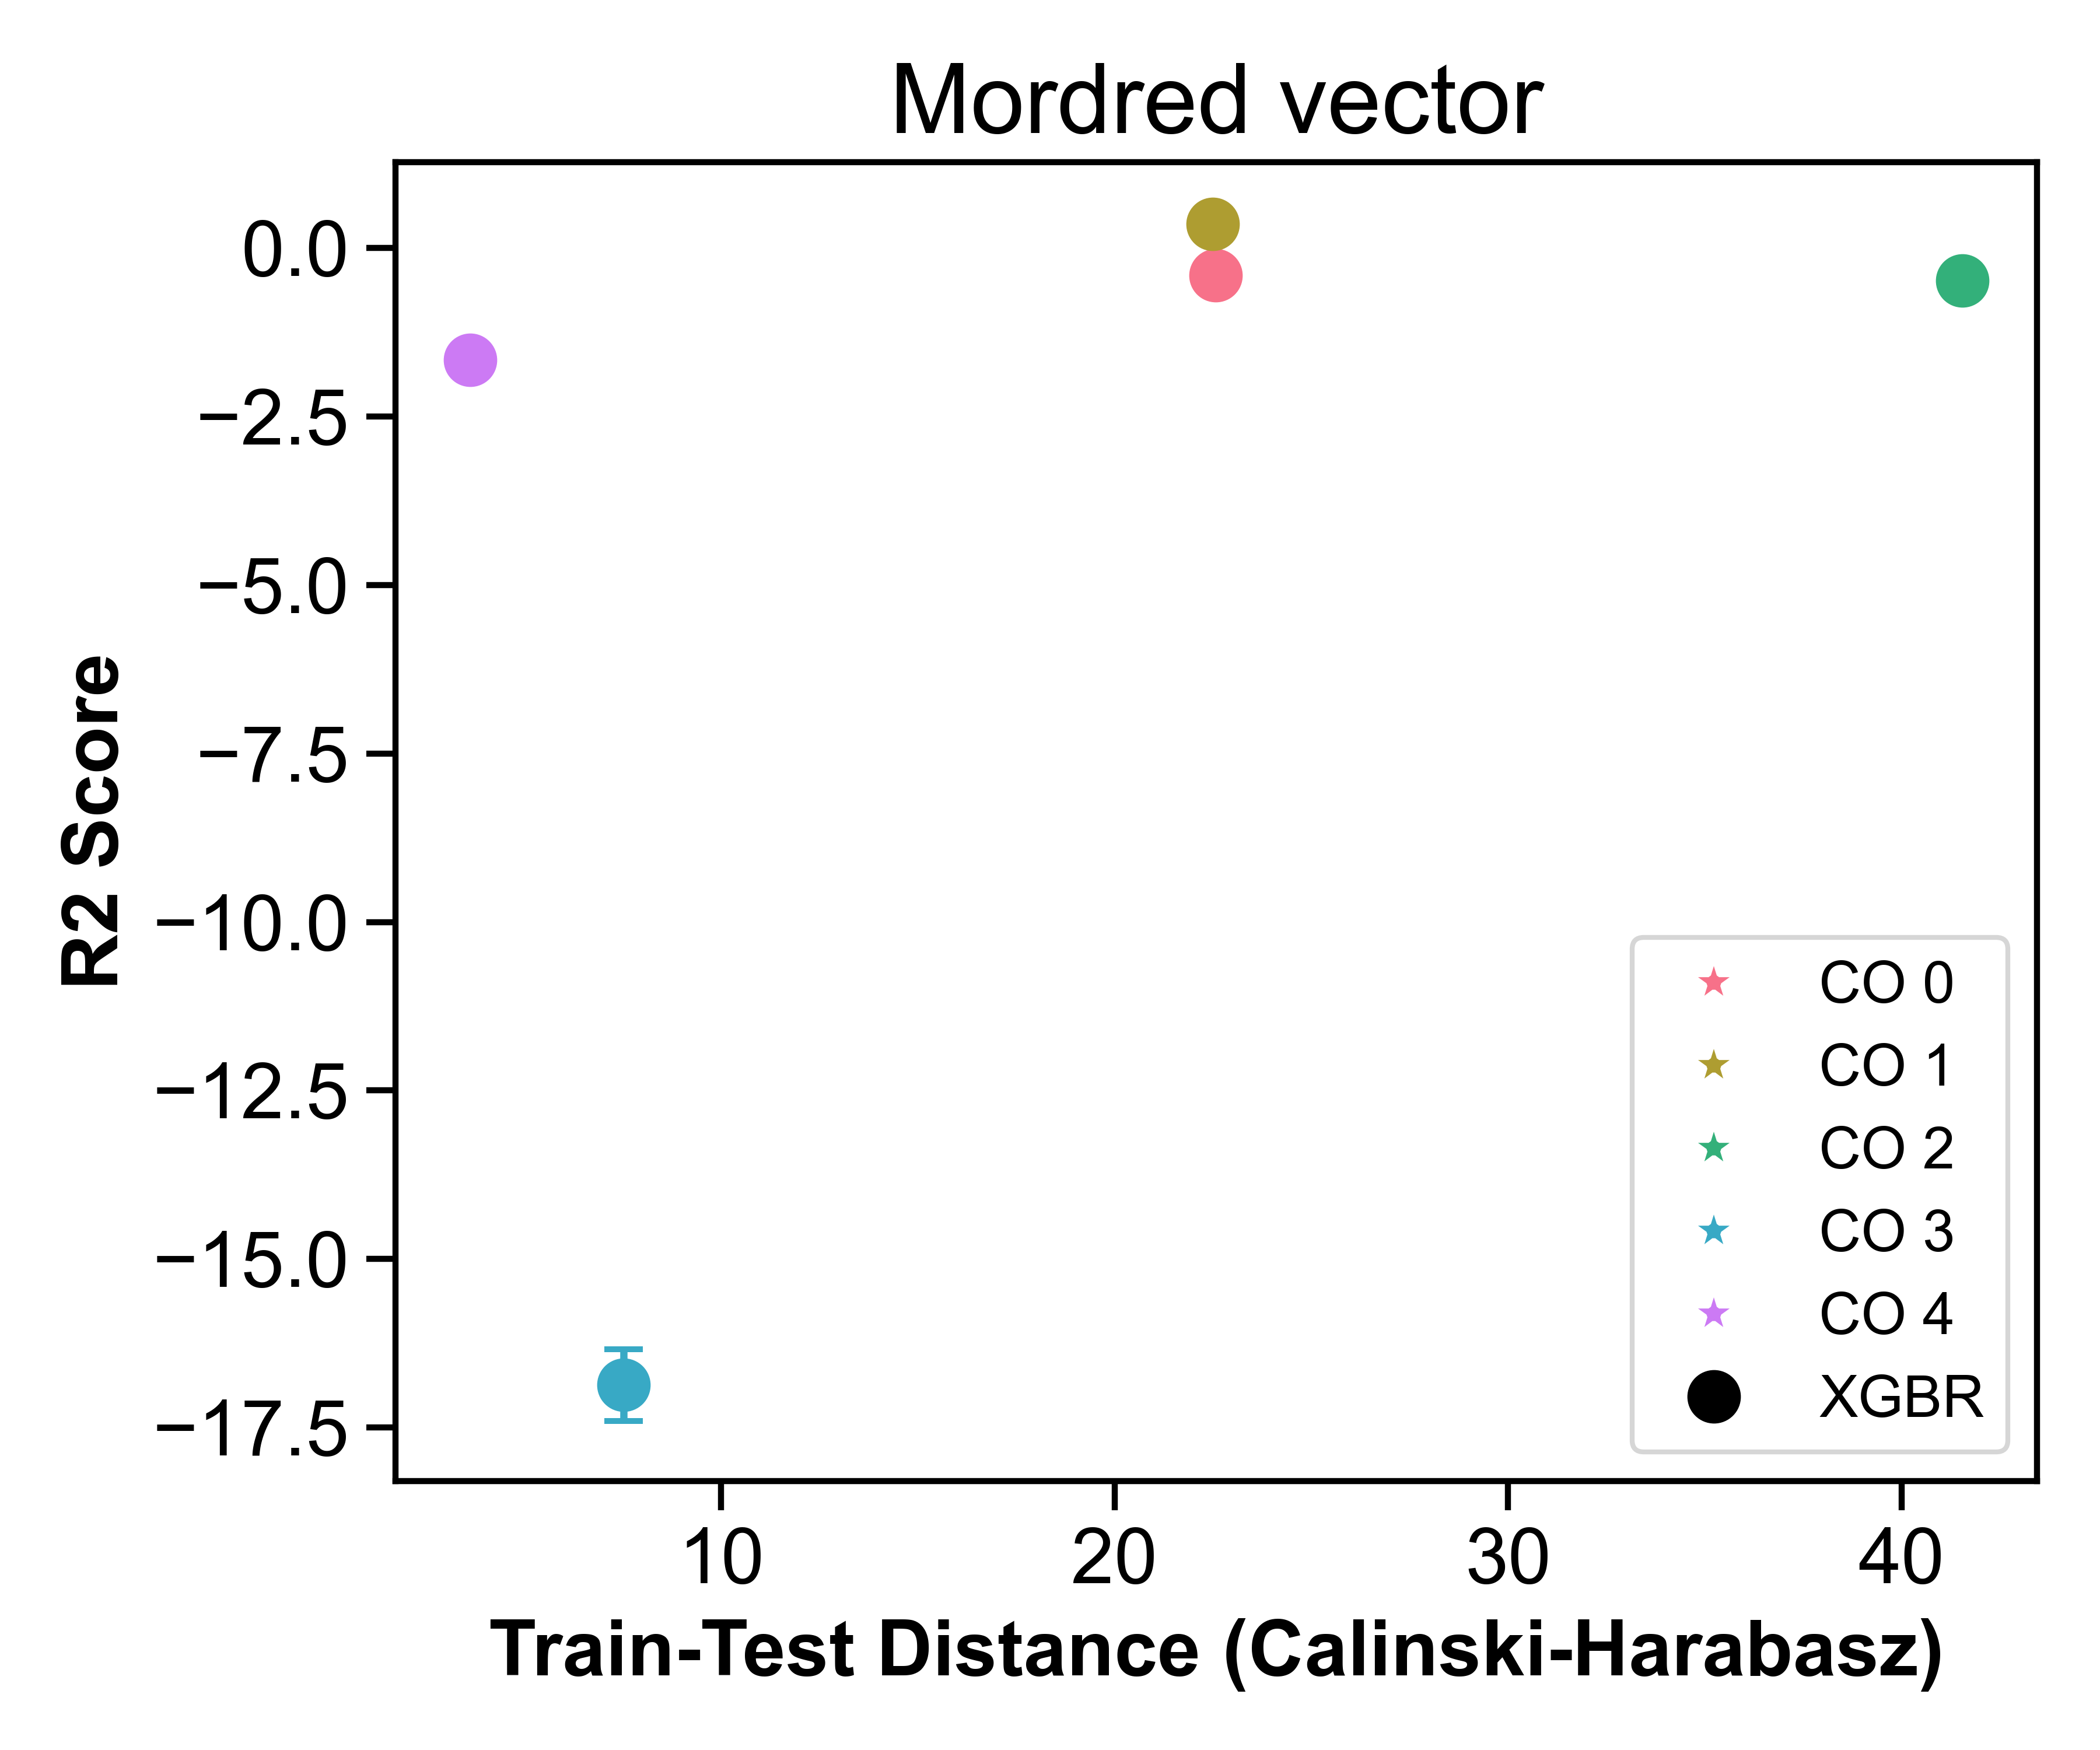 Mordred vector
R2 Score
0.0
−2.5
−5.0
−7.5
−10.0
−12.5
−15.0
−17.5
CO 0
CO 1
CO 2
CO 3
CO 4
XGBR
10 20 30 40
Train-Test Distance (Calinski-Harabasz)